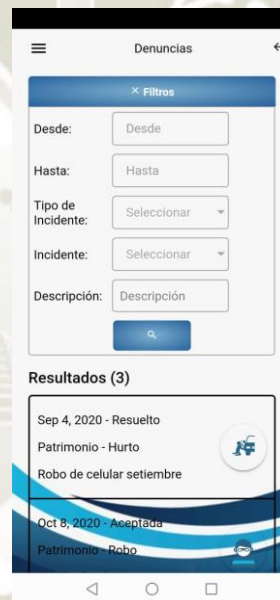 Denuncias
× Filtros
Desde: Desde
Hasta: Hasta
Tipo de
Incidente: Seleccionar
Incidente: Seleccionar
Descripción: Descripción
Resultados (3)
Sep 4, 2020 - Resuelto
Patrimonio - Hurto
Robo de celular setiembre
Oct 8, 2020 - Aceptada
Patrimonio - Robo